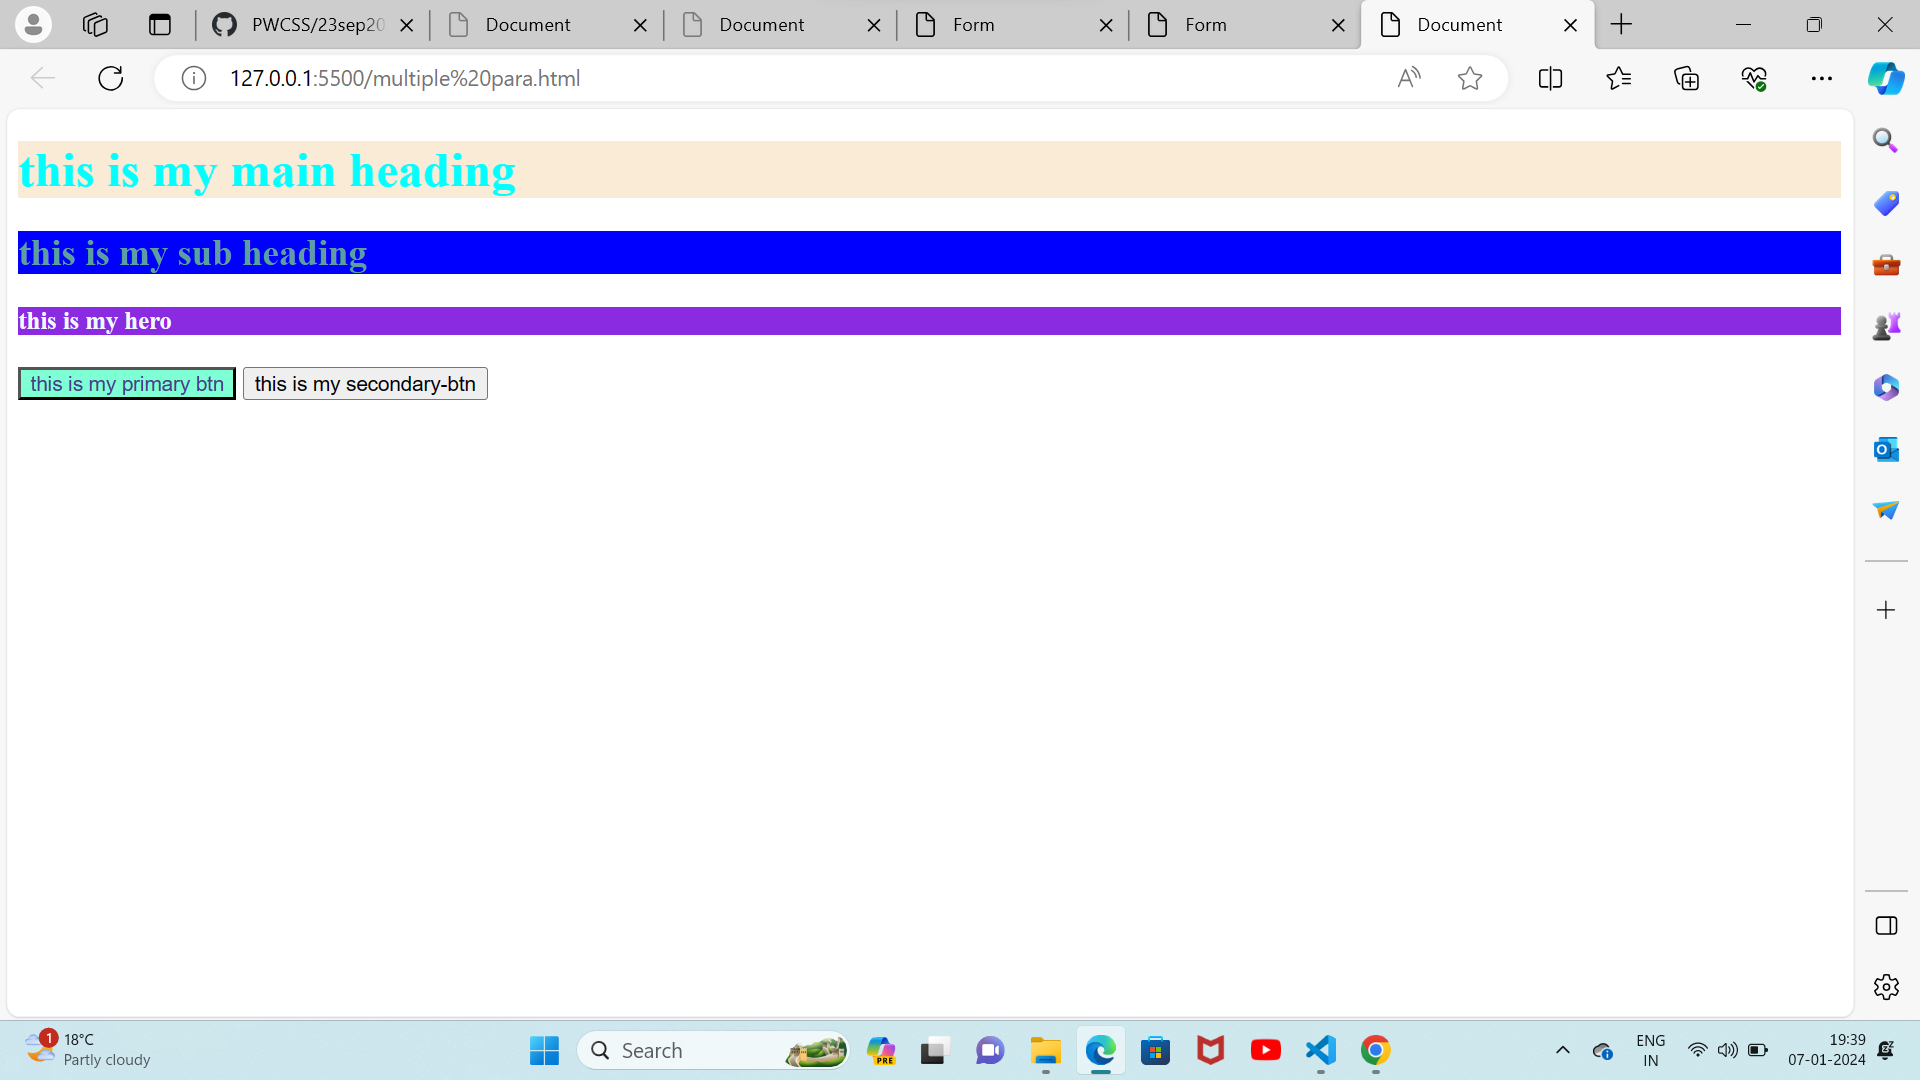 PWCSS/23sep20
Document
Document
Form
Form
Document
127.0.0.1:5500/multiple%20para.html
this is my main heading
this is my sub heading
this is my hero
this is my primary btn
this is my secondary-btn
1
18°C
Partly cloudy
Search
PRE
ENG
IN
19:39
07-01-2024